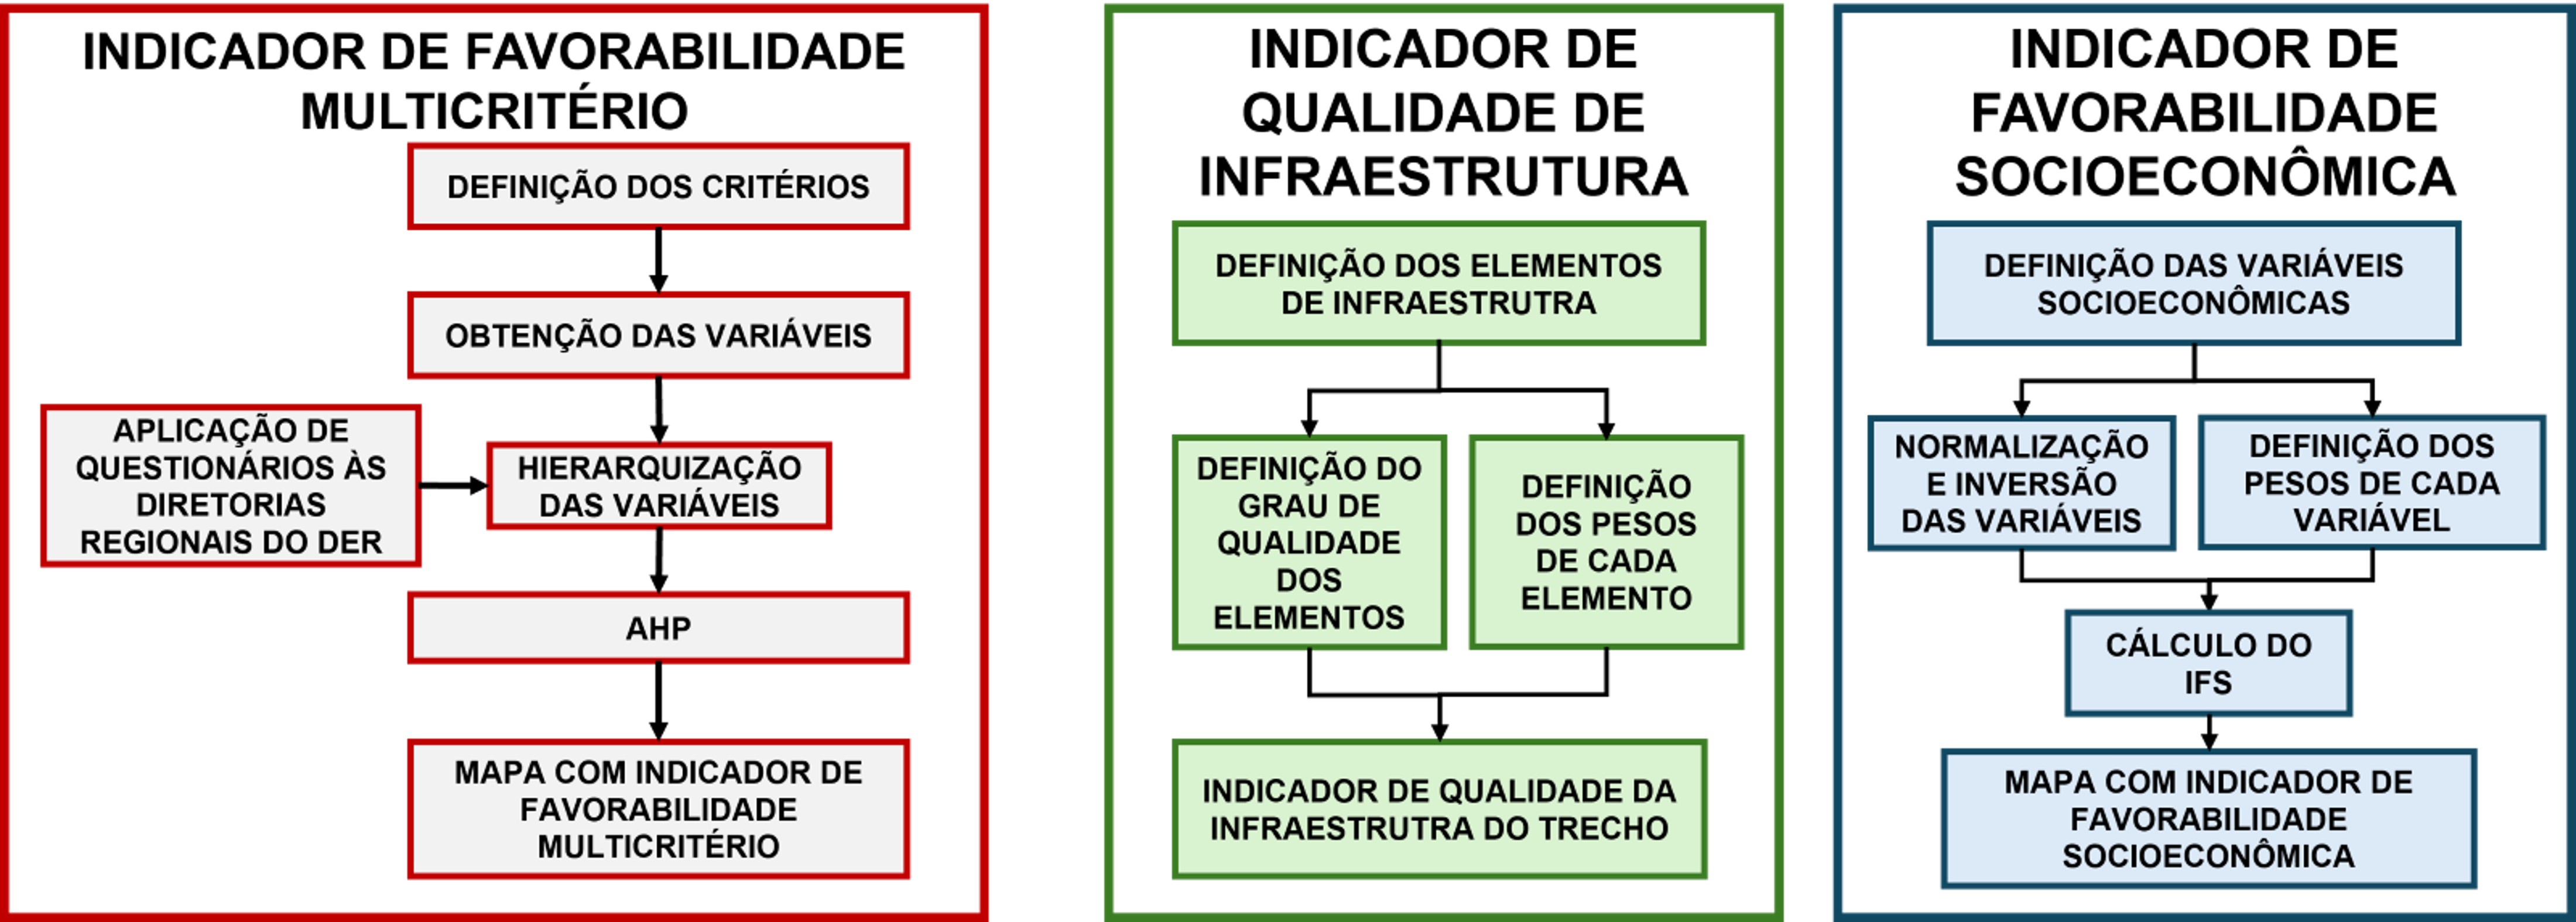 INDICADOR DE FAVORABILIDADE
MULTICRITÉRIO
DEFINIÇÃO DOS CRITÉRIOS
OBTENÇÃO DAS VARIÁVEIS
APLICAÇÃO DE
QUESTIONÁRIOS ÀS
DIRETORIAS
REGIONAIS DO DER
HIERARQUIZAÇÃO
DAS VARIÁVEIS
AHP
MAPA COM INDICADOR DE
FAVORABILIDADE
MULTICRITÉRIO
INDICADOR DE
QUALIDADE DE
INFRAESTRUTURA
DEFINIÇÃO DOS ELEMENTOS
DE INFRAESTRUTRA
DEFINIÇÃO DO
GRAU DE
QUALIDADE
DOS
ELEMENTOS
DEFINIÇÃO
DOS PESOS
DE CADA
ELEMENTO
INDICADOR DE QUALIDADE DA
INFRAESTRUTRA DO TRECHO
INDICADOR DE
FAVORABILIDADE
SOCIOECONÔMICA
DEFINIÇÃO DAS VARIÁVEIS
SOCIOECONÔMICAS
NORMALIZAÇÃO
E INVERSÃO
DAS VARIÁVEIS
DEFINIÇÃO DOS
PESOS DE CADA
VARIÁVEL
CÁLCULO DO
IFS
MAPA COM INDICADOR DE
FAVORABILIDADE
SOCIOECONÔMICA